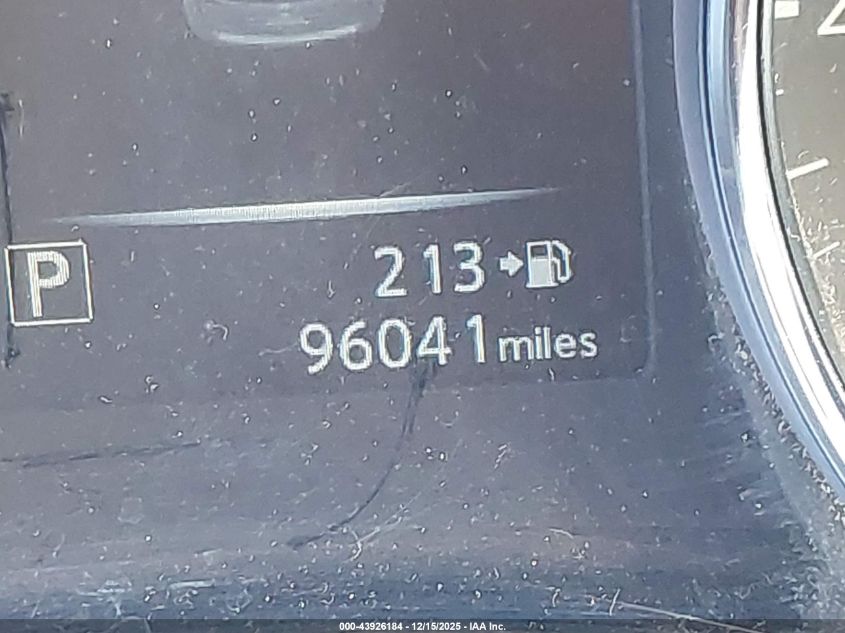 P
213
96041 miles
000-43926184 - 12/15/2025 - IAA Inc.